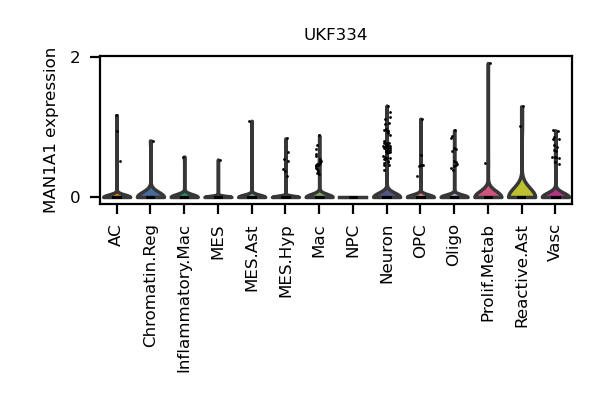 UKF334
MAN1A1 expression
2
0
AC
Chromatin.Reg
Inflammatory.Mac
MES
MES.Ast
MES.Hyp
Mac
NPC
Neuron
OPC
Oligo
Prolif.Metab
Reactive.Ast
Vasc